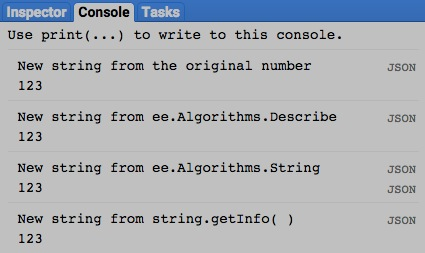 Inspector Console Tasks
Use print(...) to write to this console.
New string from the original number JSON
123
New string from ee.Algorithms.Describe JSON
123
New string from ee.Algorithms.String JSON
123 JSON
New string from string.getInfo( ) JSON
123